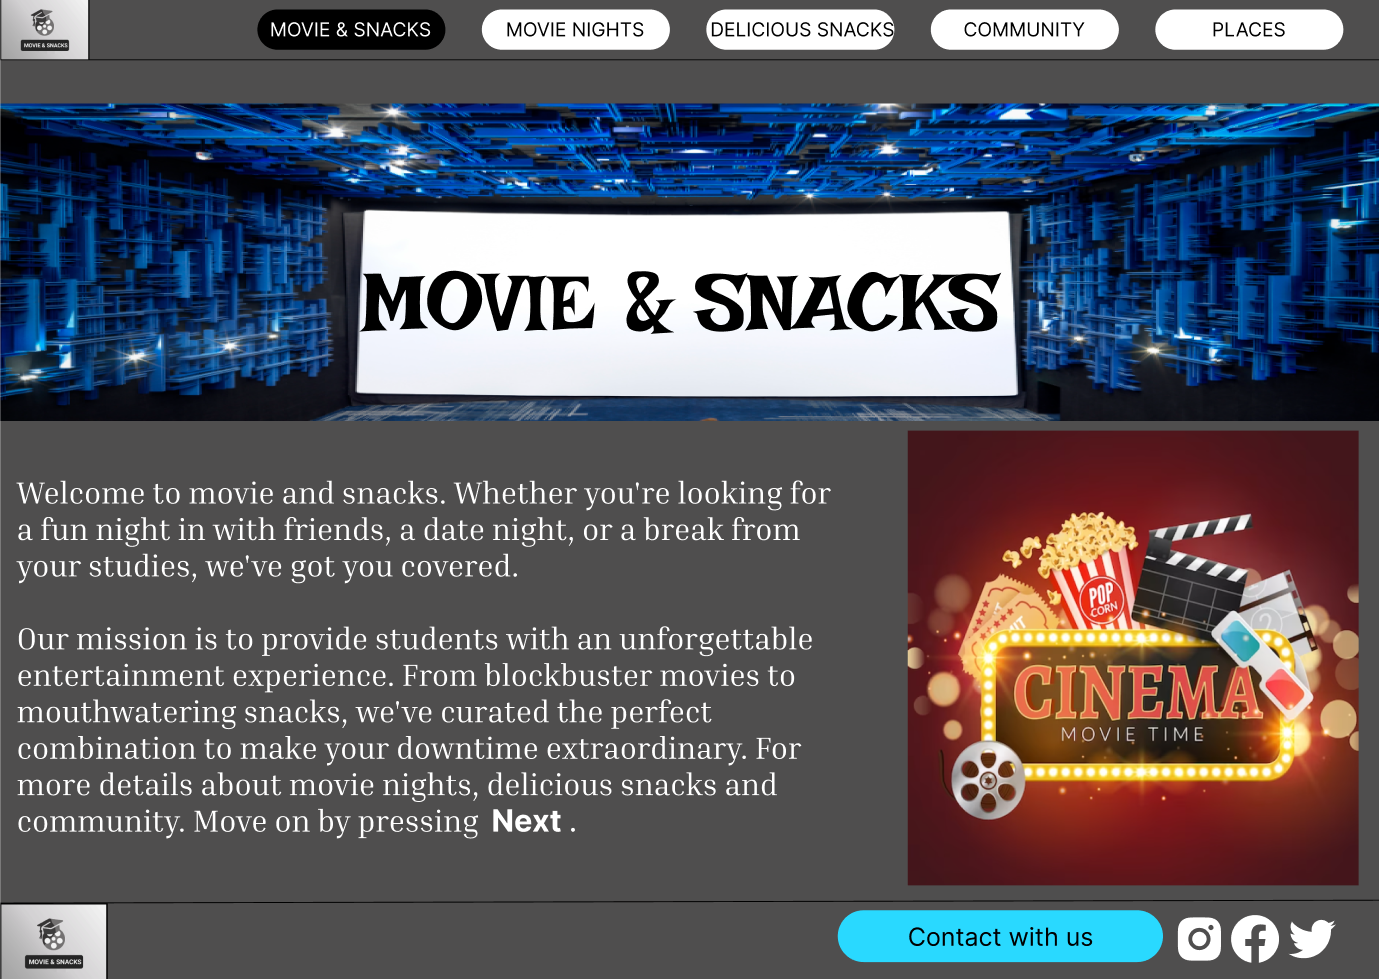 MOVIE & SNACKS
MOVIE & SNACKS
MOVIE NIGHTS
DELICIOUS SNACKS
COMMUNITY
PLACES
MOVIE & SNACKS
Welcome to movie and snacks. Whether you're looking for
a fun night in with friends, a date night, or a break from
your studies, we've got you covered.
Our mission is to provide students with an unforgettable
entertainment experience. From blockbuster movies to
mouthwatering snacks, we've curated the perfect
combination to make your downtime extraordinary. For
more details about movie nights, delicious snacks and
community. Move on by pressing Next .
POP
CORN
2
CINEMA
MOVIE TIME
MOVIE & SNACKS
Contact with us